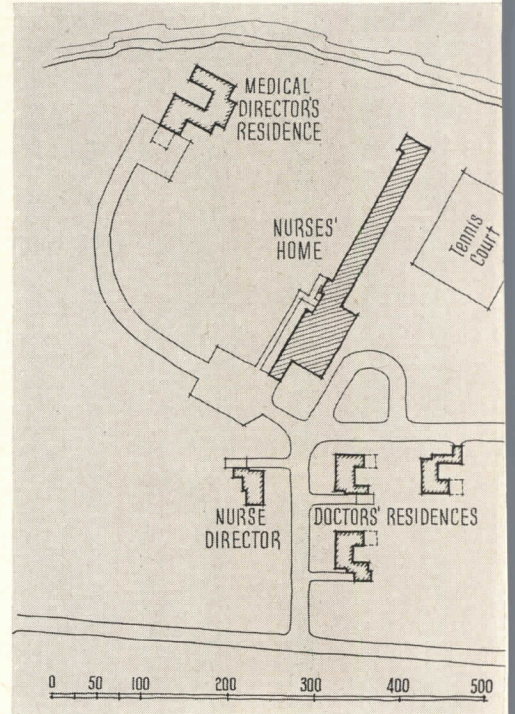 MEDICAL
DIRECTOR'S
RESIDENCE
NURSES'
HOME
Tennis
Court
NURSE
DIRECTOR
DOCTORS' RESIDENCES
0 50 100 200 300 400 500